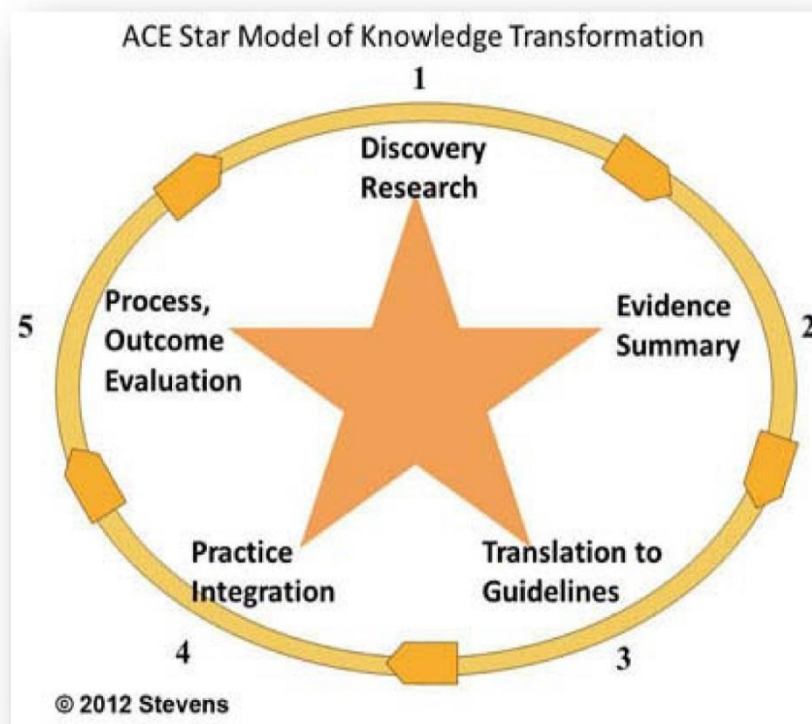 ACE Star Model of Knowledge Transformation
1
Discovery
Research
2
Evidence
Summary
3
Translation to
Guidelines
4
Practice
Integration
5
Process,
Outcome
Evaluation
© 2012 Stevens